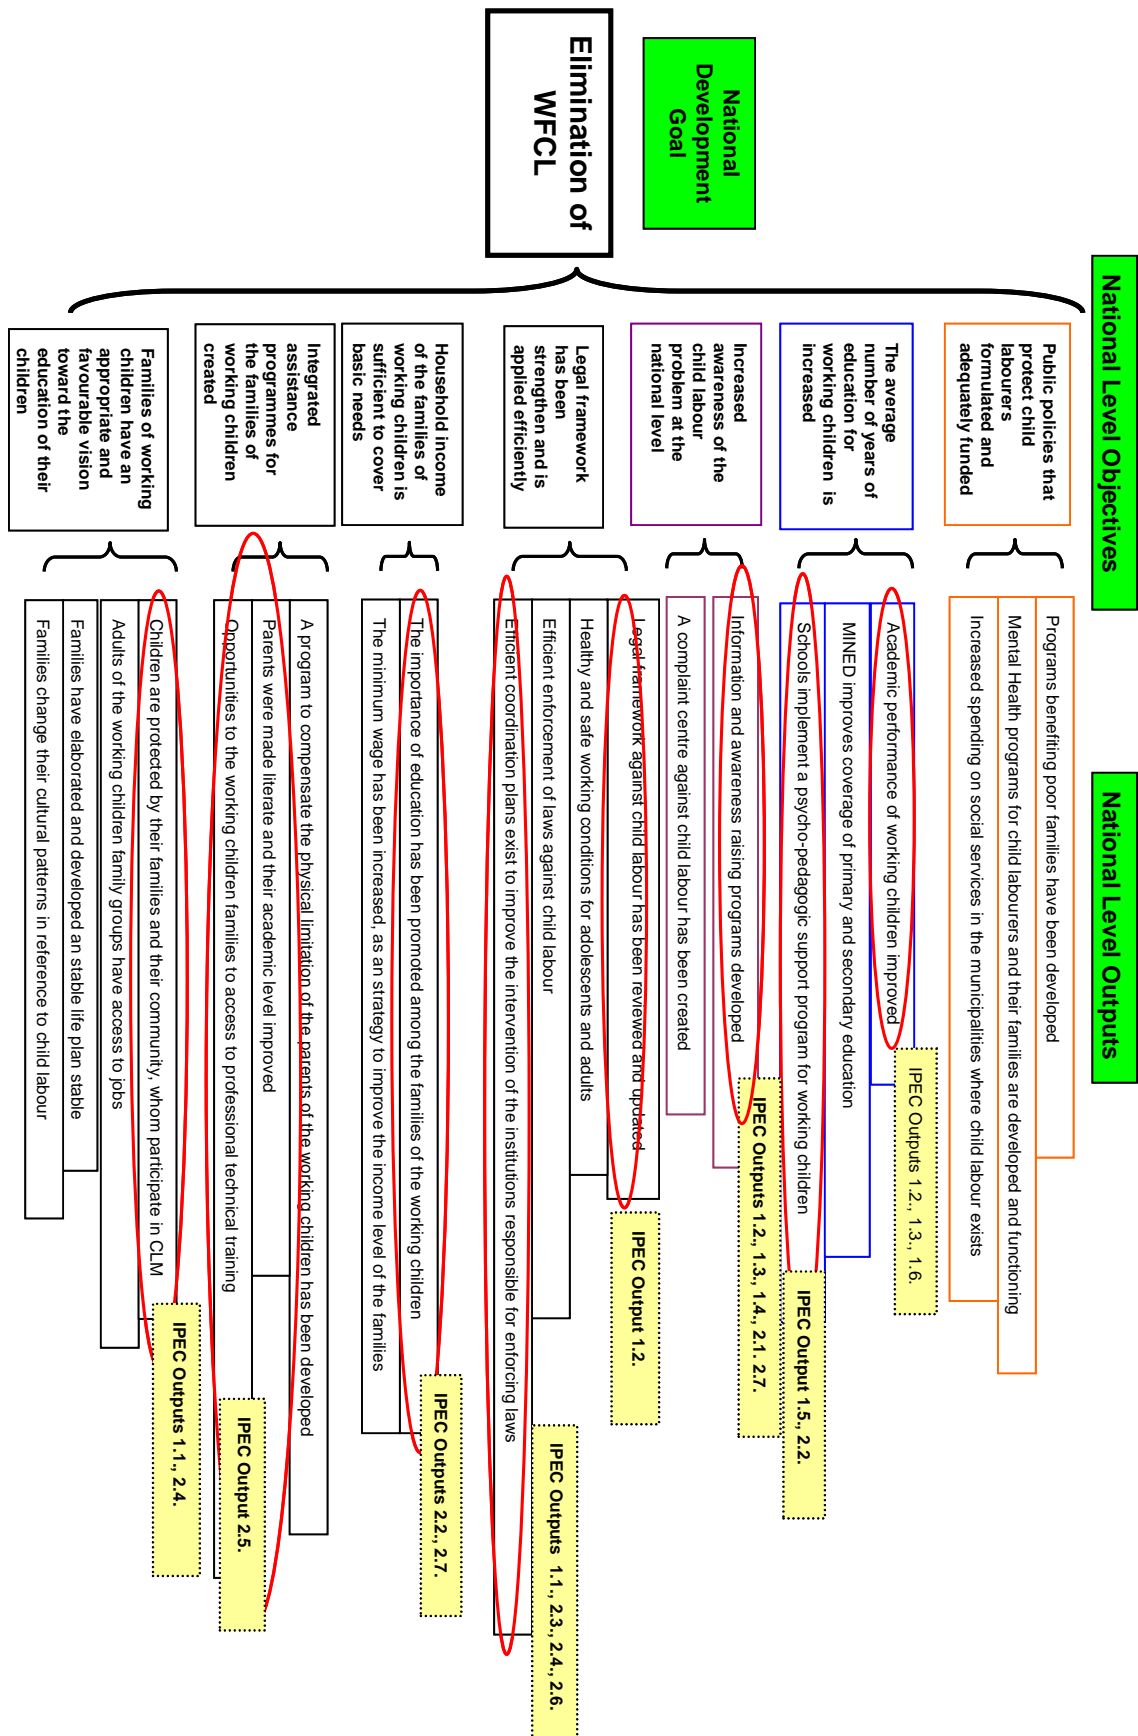 National Level Objectives
National Level Outputs
National
Development
Goal
Elimination of
WFCL
Public policies that
protect child
labourers
formulated and
adequately funded
Programs benefiting poor families have been developed
Mental Health programs for child labourers and their families are developed and functioning
Increased spending on social services in the municipalities where child labour exists
The average
number of years of
education for
working children is
increased
Academic performance of working children improved
IPEC Outputs 1.2., 1.3., 1.6.
MINED improves coverage of primary and secondary education
Schools implement a psycho-pedagogic support program for working children
IPEC Output 1.5., 2.2.
Increased
awareness of the
child labour
problem at the
national level
Information and awareness raising programs developed
IPEC Outputs 1.2., 1.3., 1.4., 2.1. 2.7.
A complaint centre against child labour has been created
Legal framework
has been
strengthen and is
applied efficiently
Legal framework against child labour has been reviewed and updated
IPEC Output 1.2.
Healthy and safe working conditions for adolescents and adults
Efficient enforcement of laws against child labour
Efficient coordination plans exist to improve the intervention of the institutions responsible for enforcing laws
IPEC Outputs 1.1., 2.3., 2.4., 2.6.
Household income
of the families of
working children is
sufficient to cover
basic needs
The importance of education has been promoted among the families of the working children
IPEC Outputs 2.2., 2.7.
The minimum wage has been increased, as an strategy to improve the income level of the families
Integrated
assistance
programmes for
the families of
working children
created
A program to compensate the physical limitation of the parents of the working children has been developed
Parents were made literate and their academic level improved
Opportunities to the working children families to access to professional technical training
IPEC Output 2.5.
Families of working
children have an
appropriate and
favourable vision
toward the
education of their
children
Children are protected by their families and their community, whom participate in CLM
IPEC Outputs 1.1., 2.4.
Adults of the working children family groups have access to jobs
Families have elaborated and developed an stable life plan stable
Families change their cultural patterns in reference to child labour